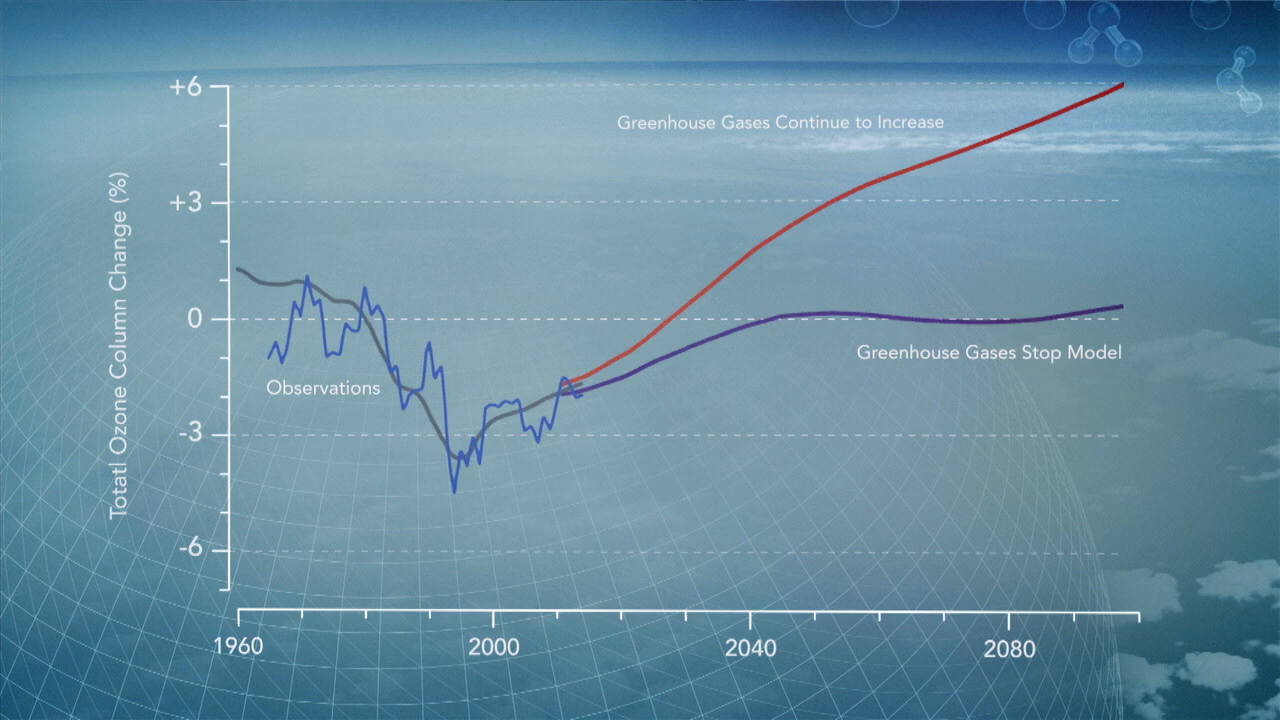 +6
Greenhouse Gases Continue to Increase
+3
Totatl Ozone Column Change (%)
0
Greenhouse Gases Stop Model
Observations
-3
-6
1960 2000 2040 2080